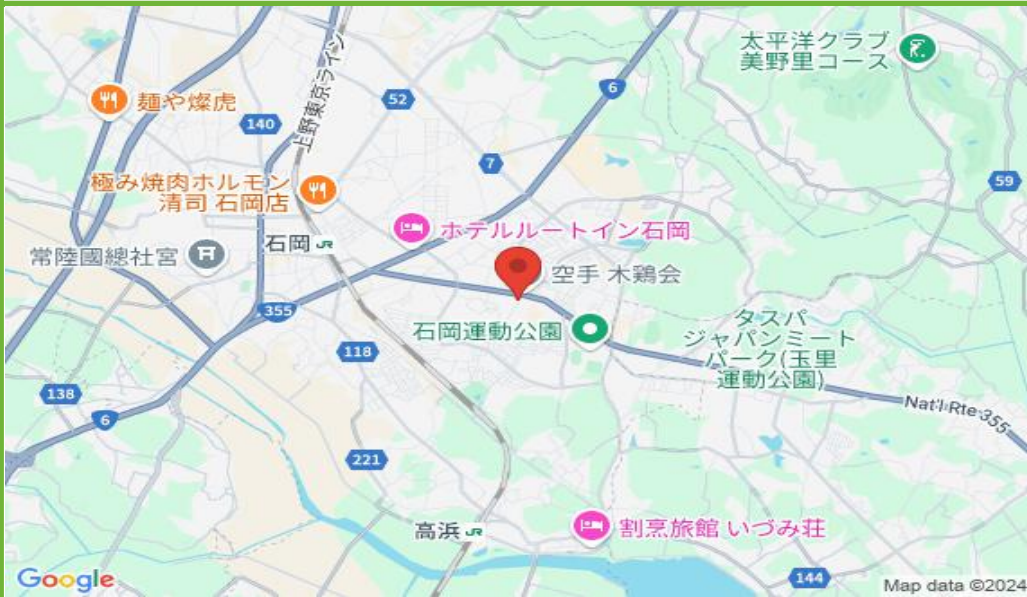 太平洋クラブ
美野里コース
6
52
麺や燦虎
140
上野東京ライン
7
59
極み焼肉ホルモン
清司 石岡店
ホテルルートイン石岡
石岡 JR
常陸國總社宮
空手 木鶏会
355
石岡運動公園
タスパ
ジャパンミート
パーク(玉里
運動公園)
118
138
6
Nat'l Rte 355
221
高浜 JR
割烹旅館 いづみ荘
144
Google
Map data ©2024